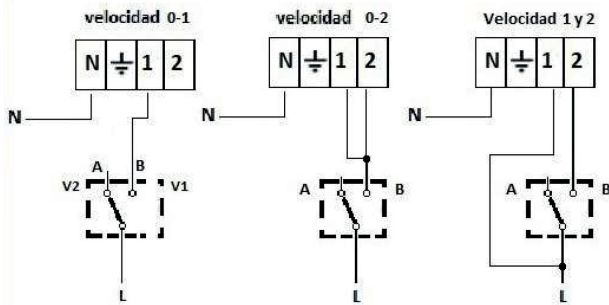 velocidad 0-1
N ⏚ 1 2
N
A B
V2 V1
L
velocidad 0-2
N ⏚ 1 2
N
A B
L
Velocidad 1 y 2
N ⏚ 1 2
N
A B
L